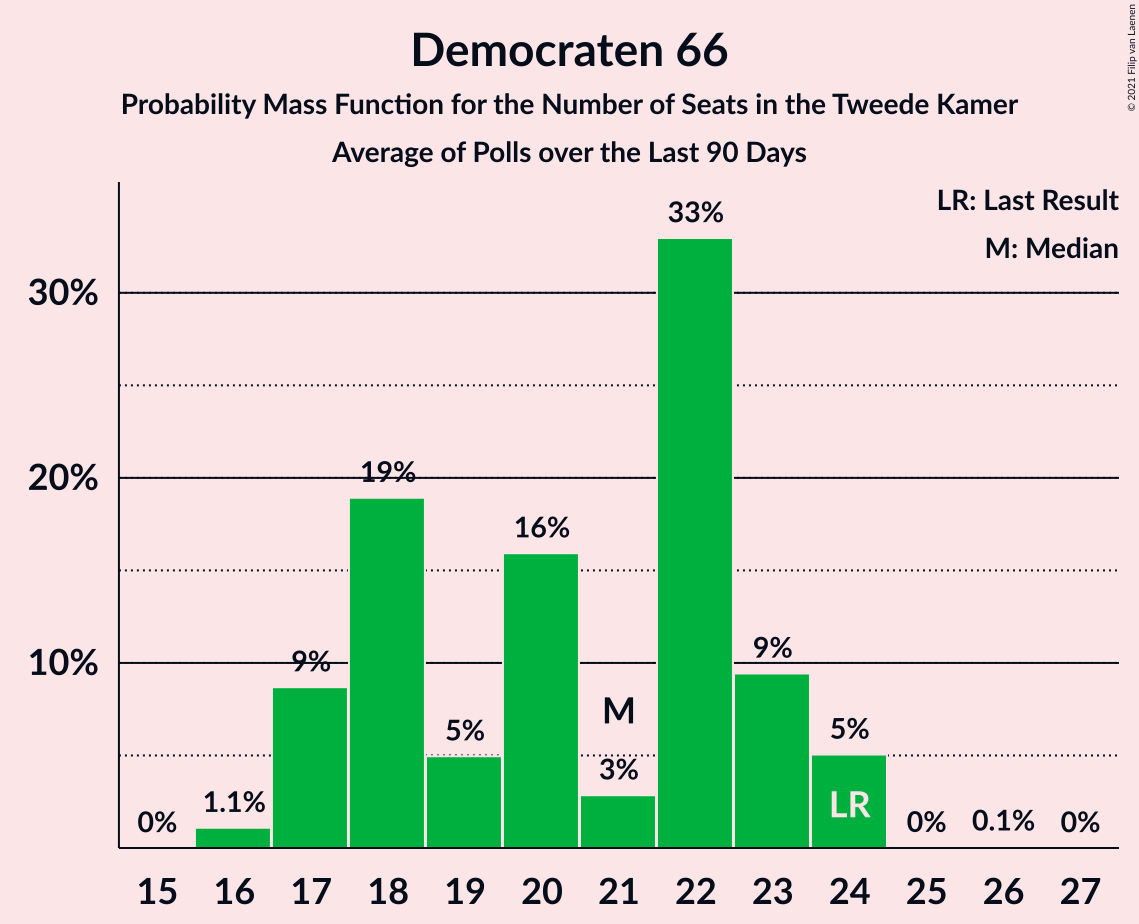 Democraten 66
Probability Mass Function for the Number of Seats in the Tweede Kamer
Average of Polls over the Last 90 Days
© 2021 Filip van Laenen
LR: Last Result
M: Median
30%
20%
10%
0%
1.1%
9%
19%
5%
16%
M
3%
33%
9%
5%
LR
0%
0.1%
0%
15 16 17 18 19 20 21 22 23 24 25 26 27